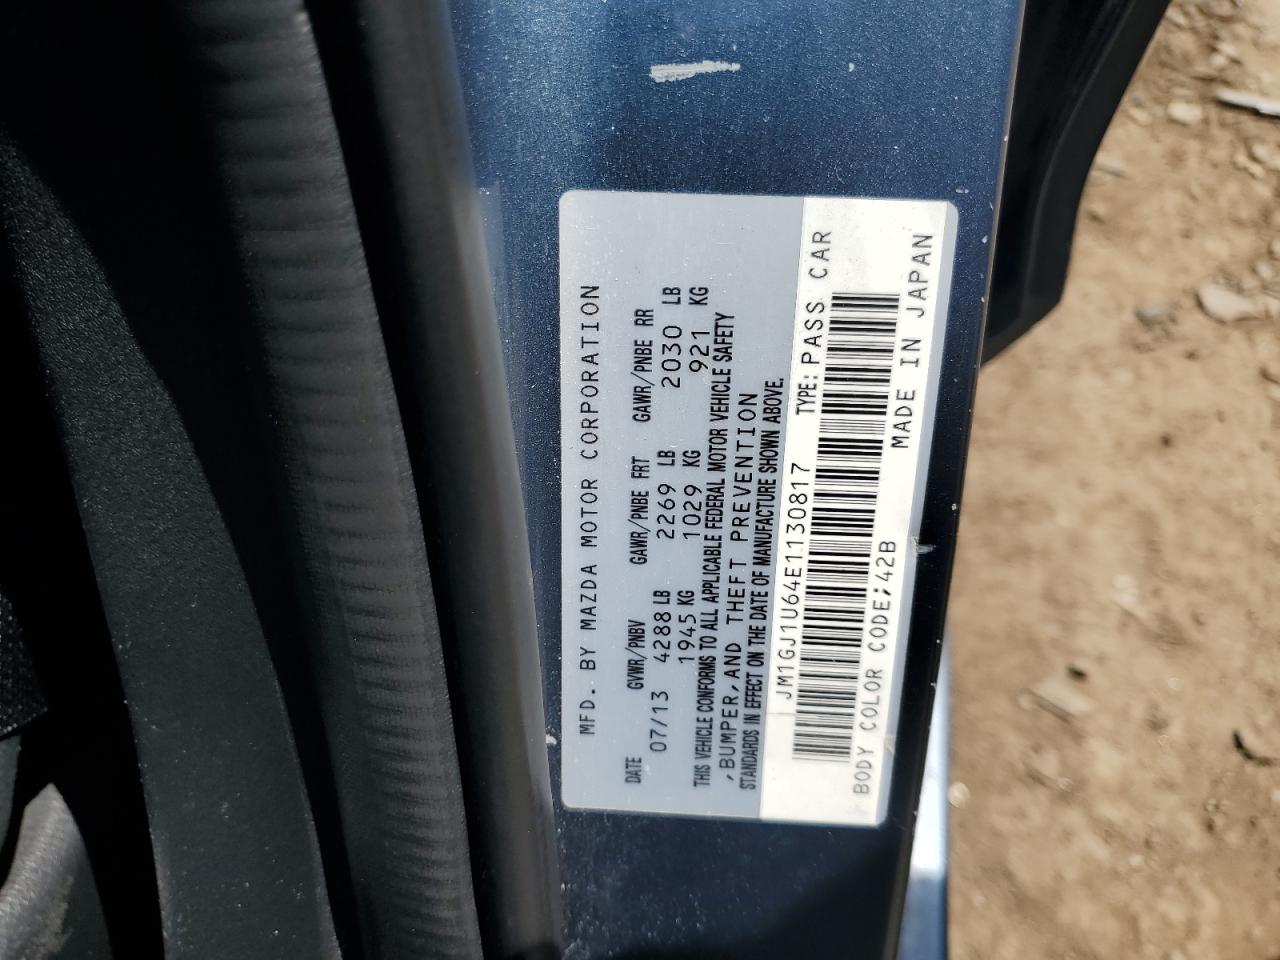 MFD. BY MAZDA MOTOR CORPORATION
DATE GVWR/PNBV GAWR/PNBE FRT GAWR/PNBE RR
07/13 4288 LB 2269 LB 2030 LB
1945 KG 1029 KG 921 KG
THIS VEHICLE CONFORMS TO ALL APPLICABLE FEDERAL MOTOR VEHICLE SAFETY
,BUMPER,AND THEFT PREVENTION
STANDARDS IN EFFECT ON THE DATE OF MANUFACTURE SHOWN ABOVE.
JM1GJ1U64E1130817 TYPE: PASS CAR
BODY COLOR CODE;42B MADE IN JAPAN